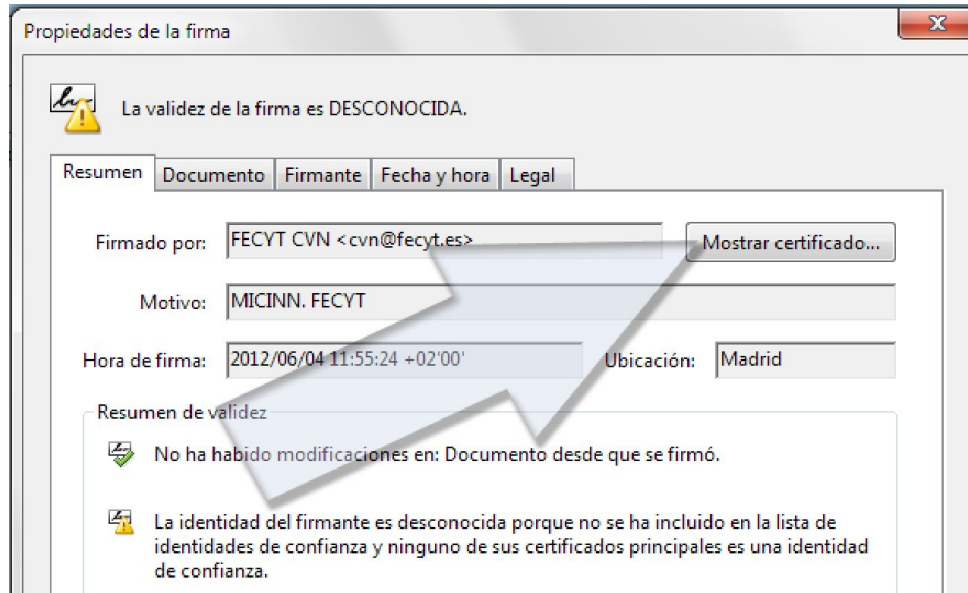 Propiedades de la firma
La validez de la firma es DESCONOCIDA.
Resumen Documento Firmante Fecha y hora Legal
Firmado por: FECYT CVN <cvn@fecyt.es> Mostrar certificado...
Motivo: MICINN. FECYT
Hora de firma: 2012/06/04 11:55:24 +02'00' Ubicación: Madrid
Resumen de validez
No ha habido modificaciones en: Documento desde que se firmó.
La identidad del firmante es desconocida porque no se ha incluido en la lista de
identidades de confianza y ninguno de sus certificados principales es una identidad
de confianza.